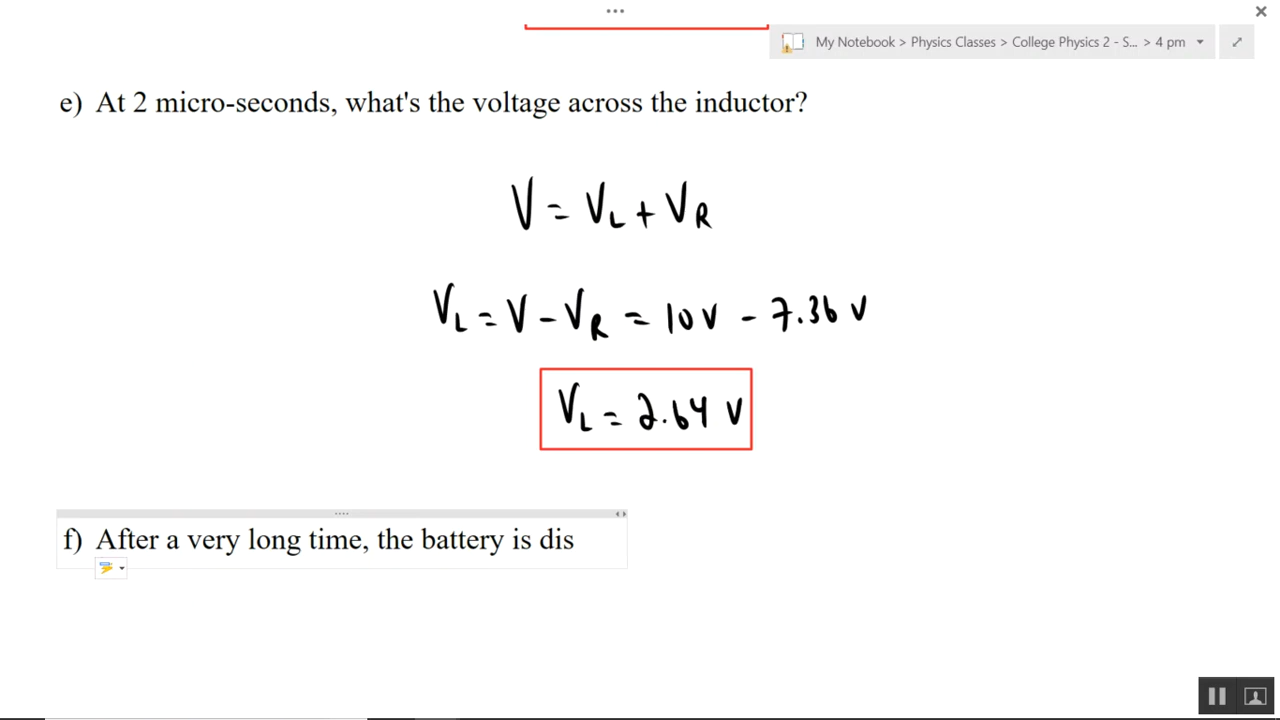 My Notebook > Physics Classes > College Physics 2 - S... > 4 pm
e) At 2 micro-seconds, what's the voltage across the inductor?
V = VL + VR
VL = V - VR = 10 V - 7.36 V
VL = 2.64 V
f) After a very long time, the battery is dis